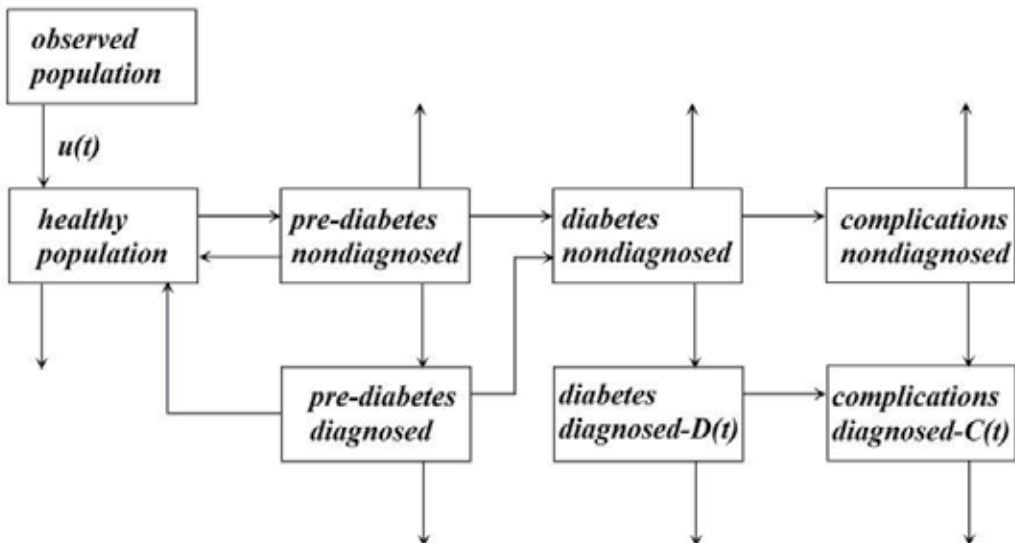 observed
population
u(t)
healthy
population
pre-diabetes
nondiagnosed
diabetes
nondiagnosed
complications
nondiagnosed
pre-diabetes
diagnosed
diabetes
diagnosed-D(t)
complications
diagnosed-C(t)